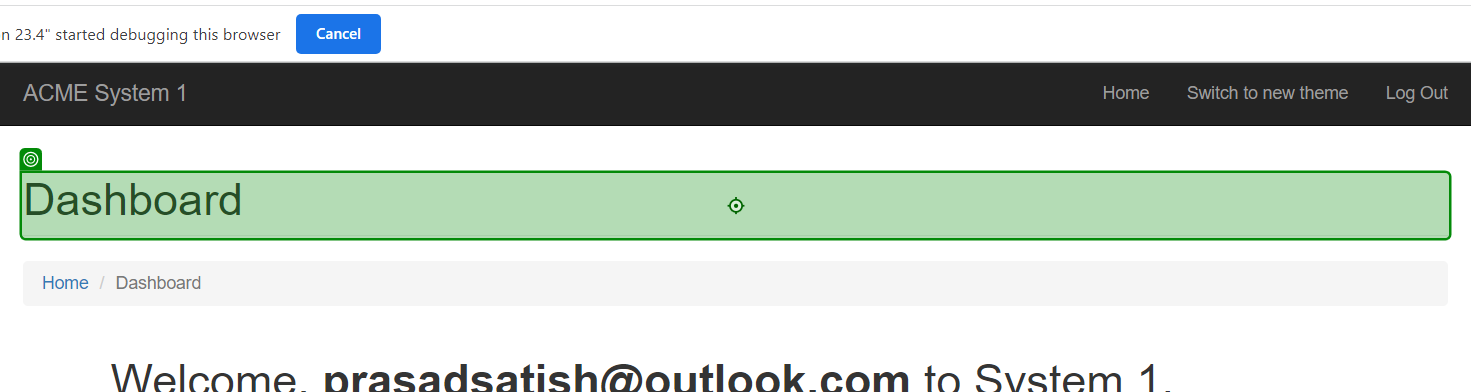 n 23.4" started debugging this browser Cancel
ACME System 1 Home Switch to new theme Log Out
Dashboard
Home / Dashboard
Welcome, prasadsatish@outlook.com to System 1.